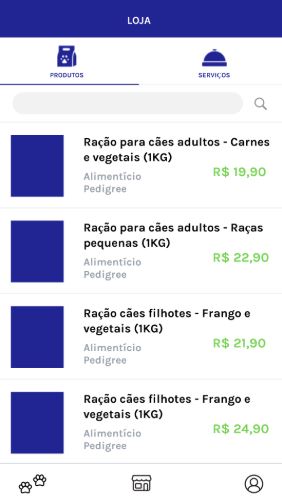 LOJA
PRODUTOS
SERVIÇOS
Ração para cães adultos - Carnes
e vegetais (1KG)
Alimentício
Pedigree
R$ 19,90
Ração para cães adultos - Raças
pequenas (1KG)
Alimentício
Pedigree
R$ 22,90
Ração cães filhotes - Frango e
vegetais (1KG)
Alimentício
Pedigree
R$ 21,90
Ração cães filhotes - Frango e
vegetais (1KG)
Alimentício
Pedigree
R$ 24,90